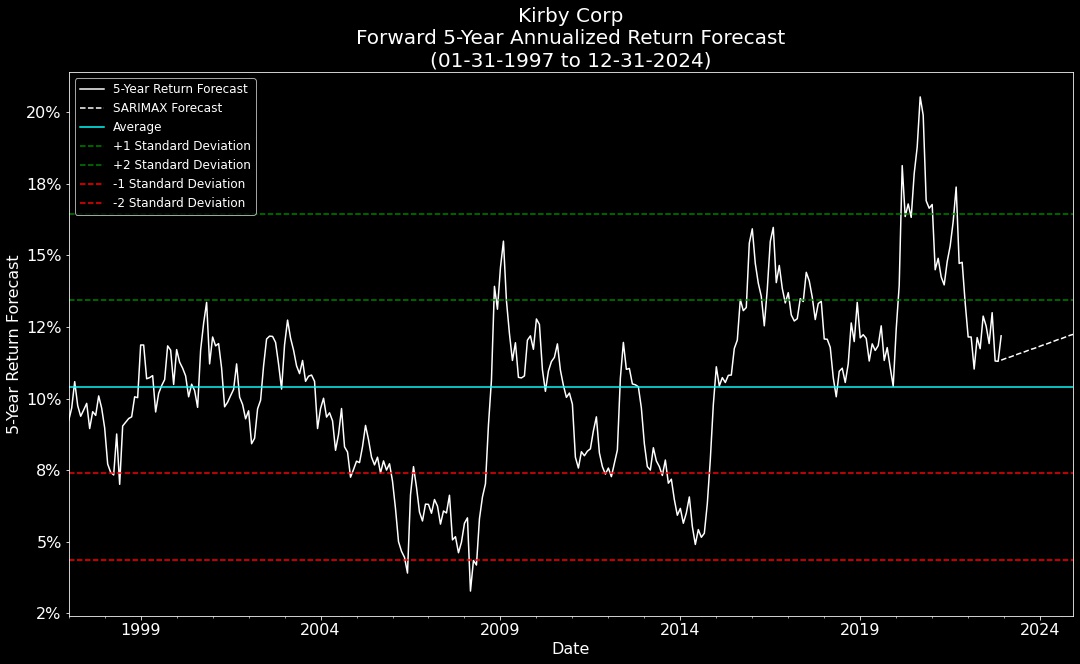 Kirby Corp
Forward 5-Year Annualized Return Forecast
(01-31-1997 to 12-31-2024)
5-Year Return Forecast
SARIMAX Forecast
Average
+1 Standard Deviation
+2 Standard Deviation
-1 Standard Deviation
-2 Standard Deviation
5-Year Return Forecast
20%
18%
15%
12%
10%
8%
5%
2%
1999 2004 2009 2014 2019 2024
Date